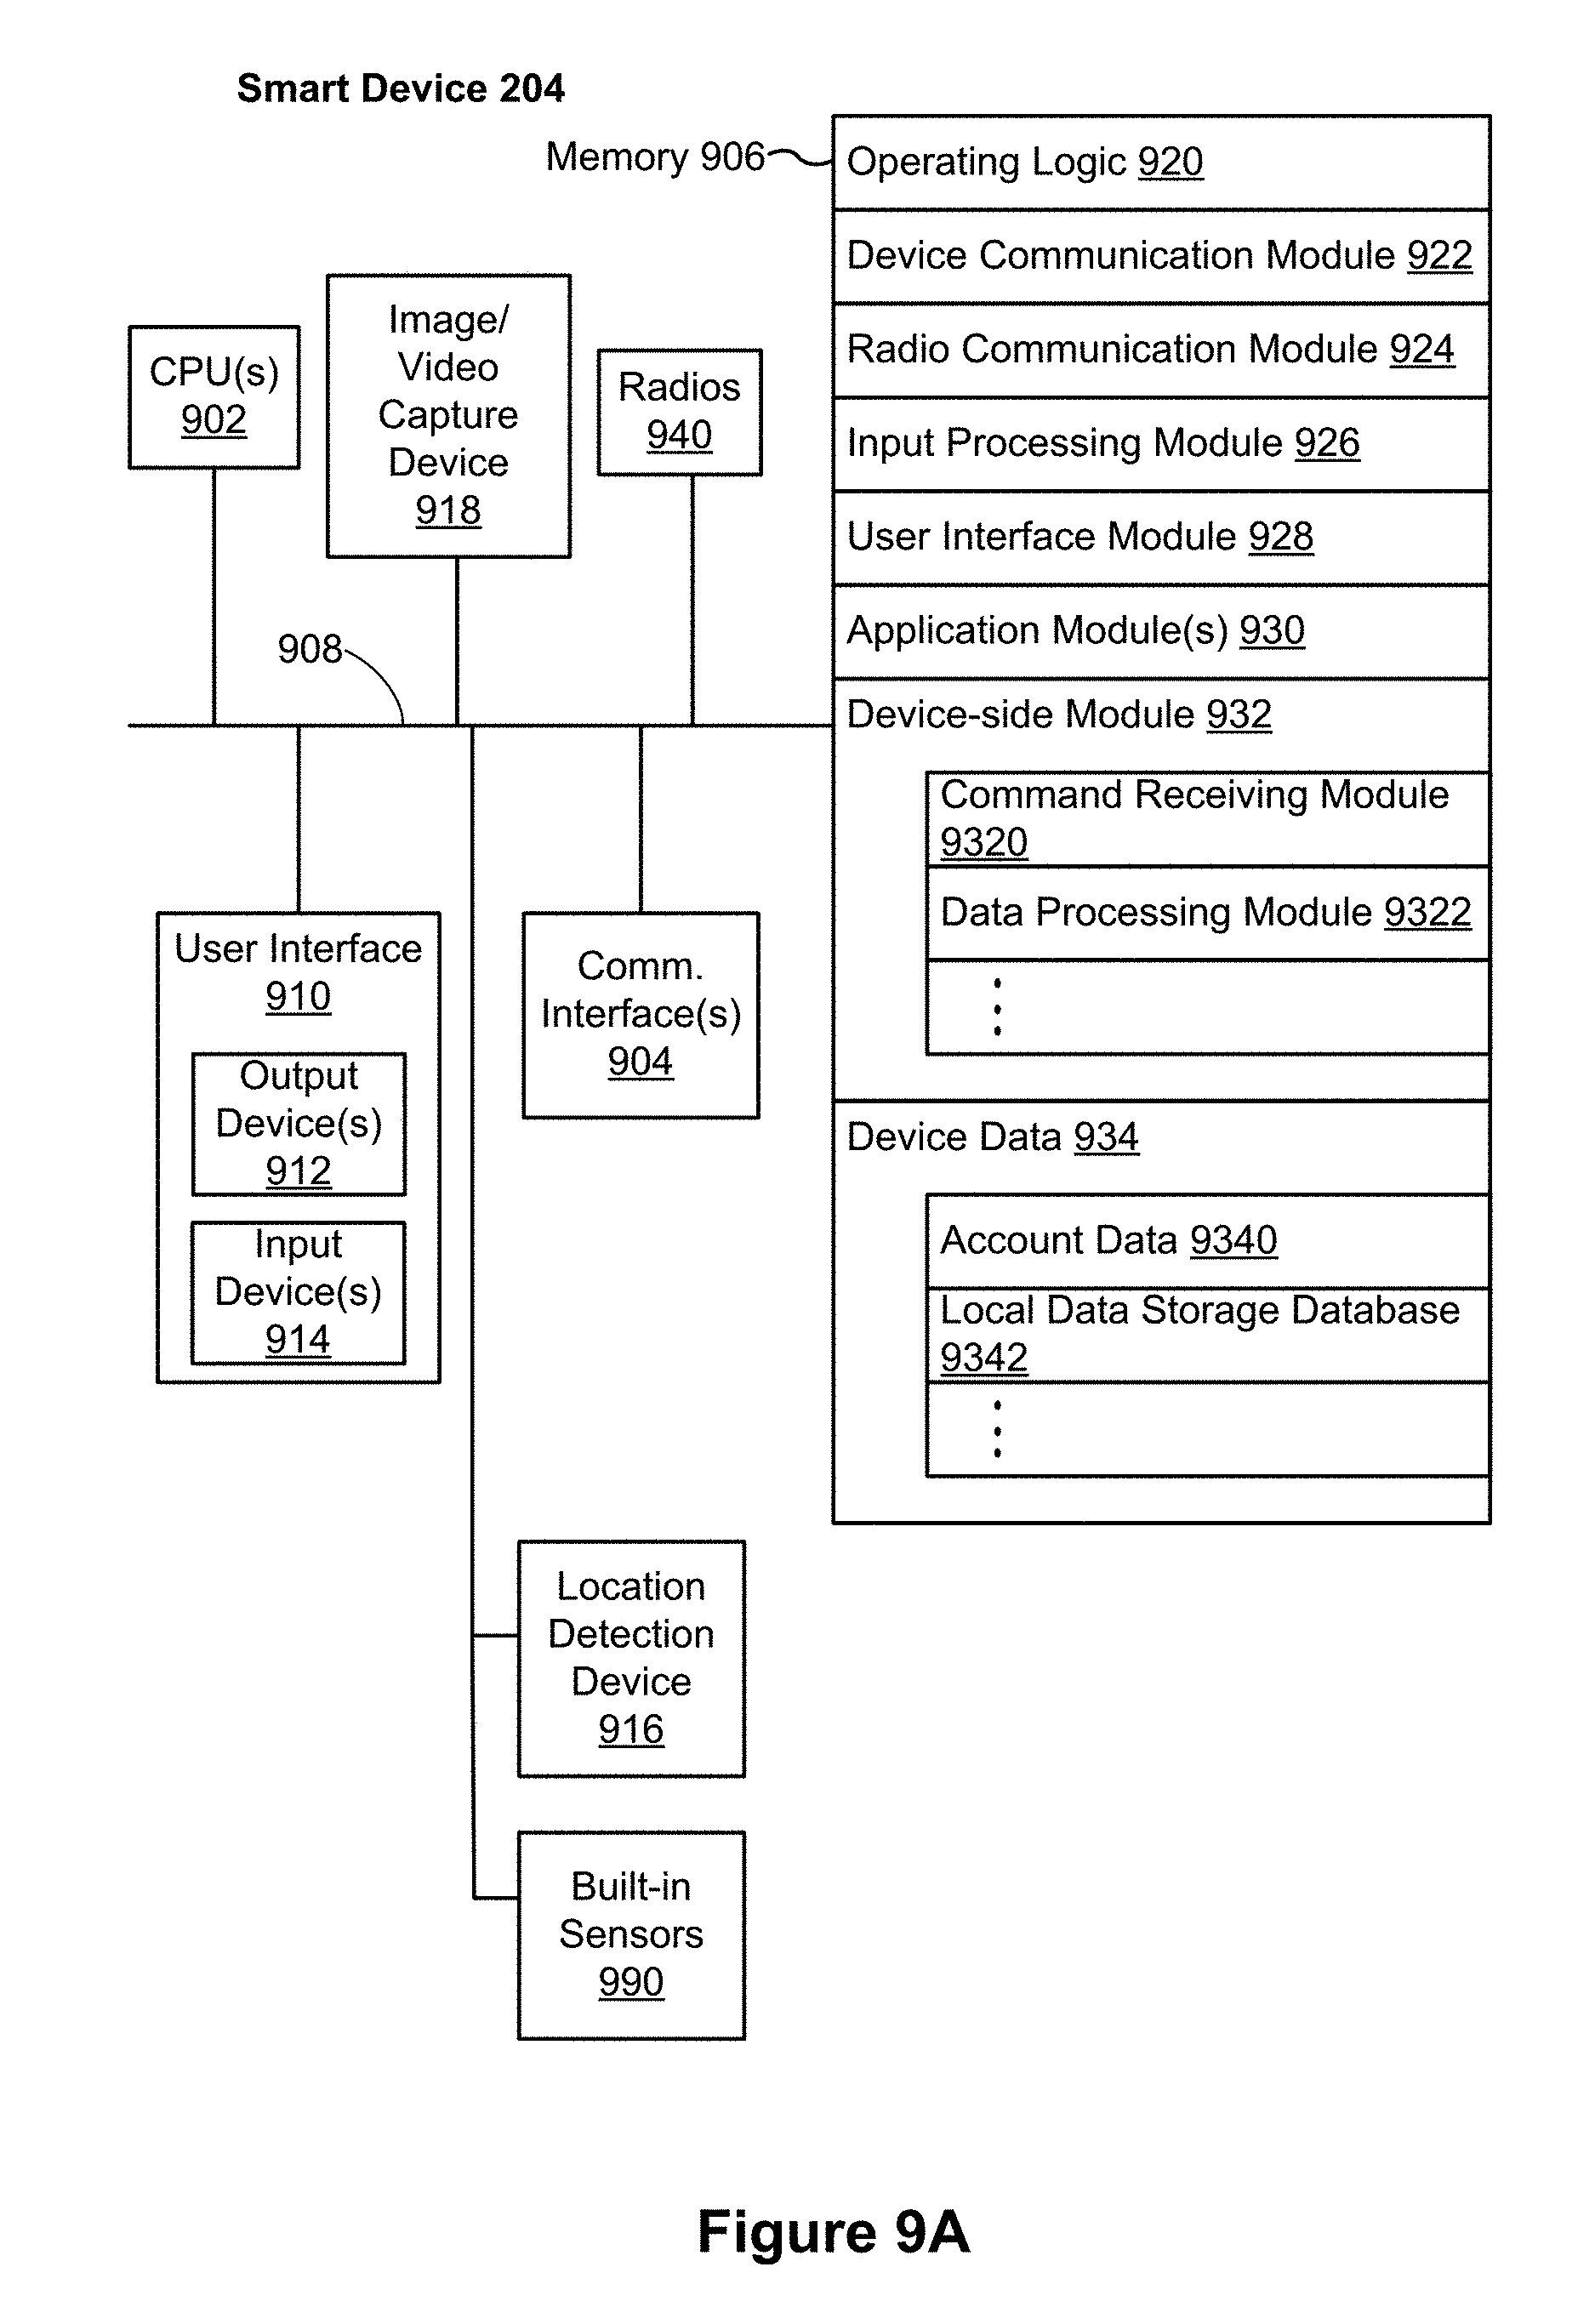 Smart Device 204
Memory 906
Operating Logic 920
Device Communication Module 922
Radio Communication Module 924
Input Processing Module 926
User Interface Module 928
Application Module(s) 930
Device-side Module 932
Command Receiving Module
9320
Data Processing Module 9322
Device Data 934
Account Data 9340
Local Data Storage Database
9342
CPU(s)
902
Image/
Video
Capture
Device
918
Radios
940
908
User Interface
910
Output
Device(s)
912
Input
Device(s)
914
Comm.
Interface(s)
904
Location
Detection
Device
916
Built-in
Sensors
990
Figure 9A